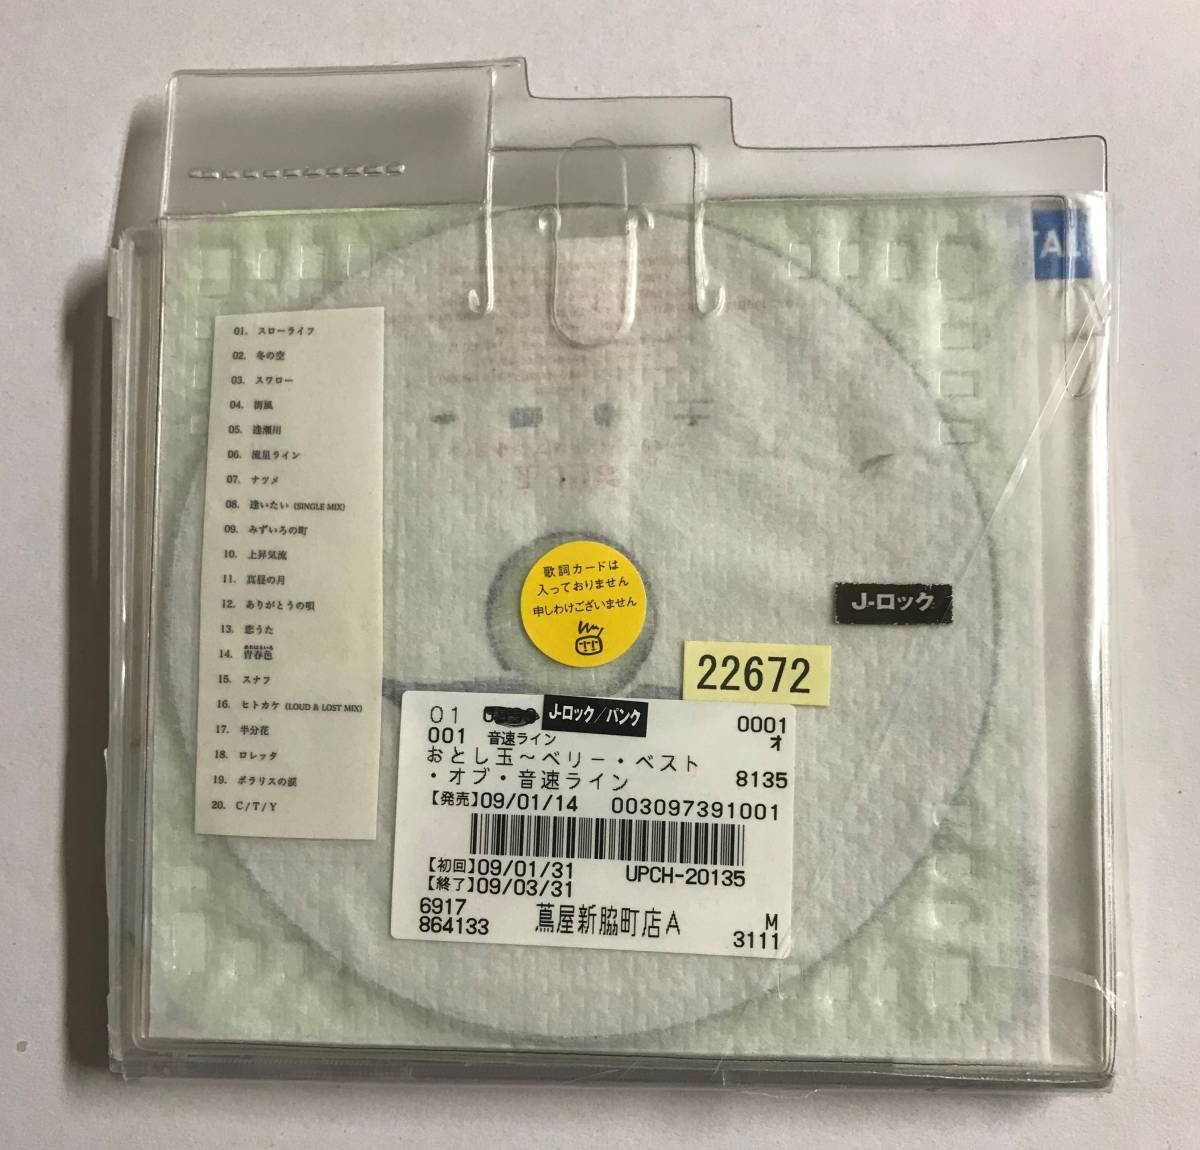 TAL
01. スローライフ
02. 冬の空
03. スワロー
04. 街風
05. 逢瀬川
06. 流星ライン
07. ナツメ
08. 逢いたい (SINGLE MIX)
09. みずいろの町
10. 上昇気流
11. 真昼の月
12. ありがとうの唄
13. 恋うた
14. 青春色
15. スナフ
16. ヒトカケ (LOUD & LOST MIX)
17. 半分花
18. ロレッタ
19. ポラリスの涙
20. C/T/Y
歌詞カードは
入っておりません
申しわけございません
J-ロック
22672
01 J-ロック/パンク 0001
001 音速ライン オ
おとし玉～ベリー・ベスト
・オブ・音速ライン 8135
【発売】09/01/14 003097391001
【初回】09/01/31 UPCH-20135
【終了】09/03/31
6917
864133 蔦屋新脇町店A M
3111